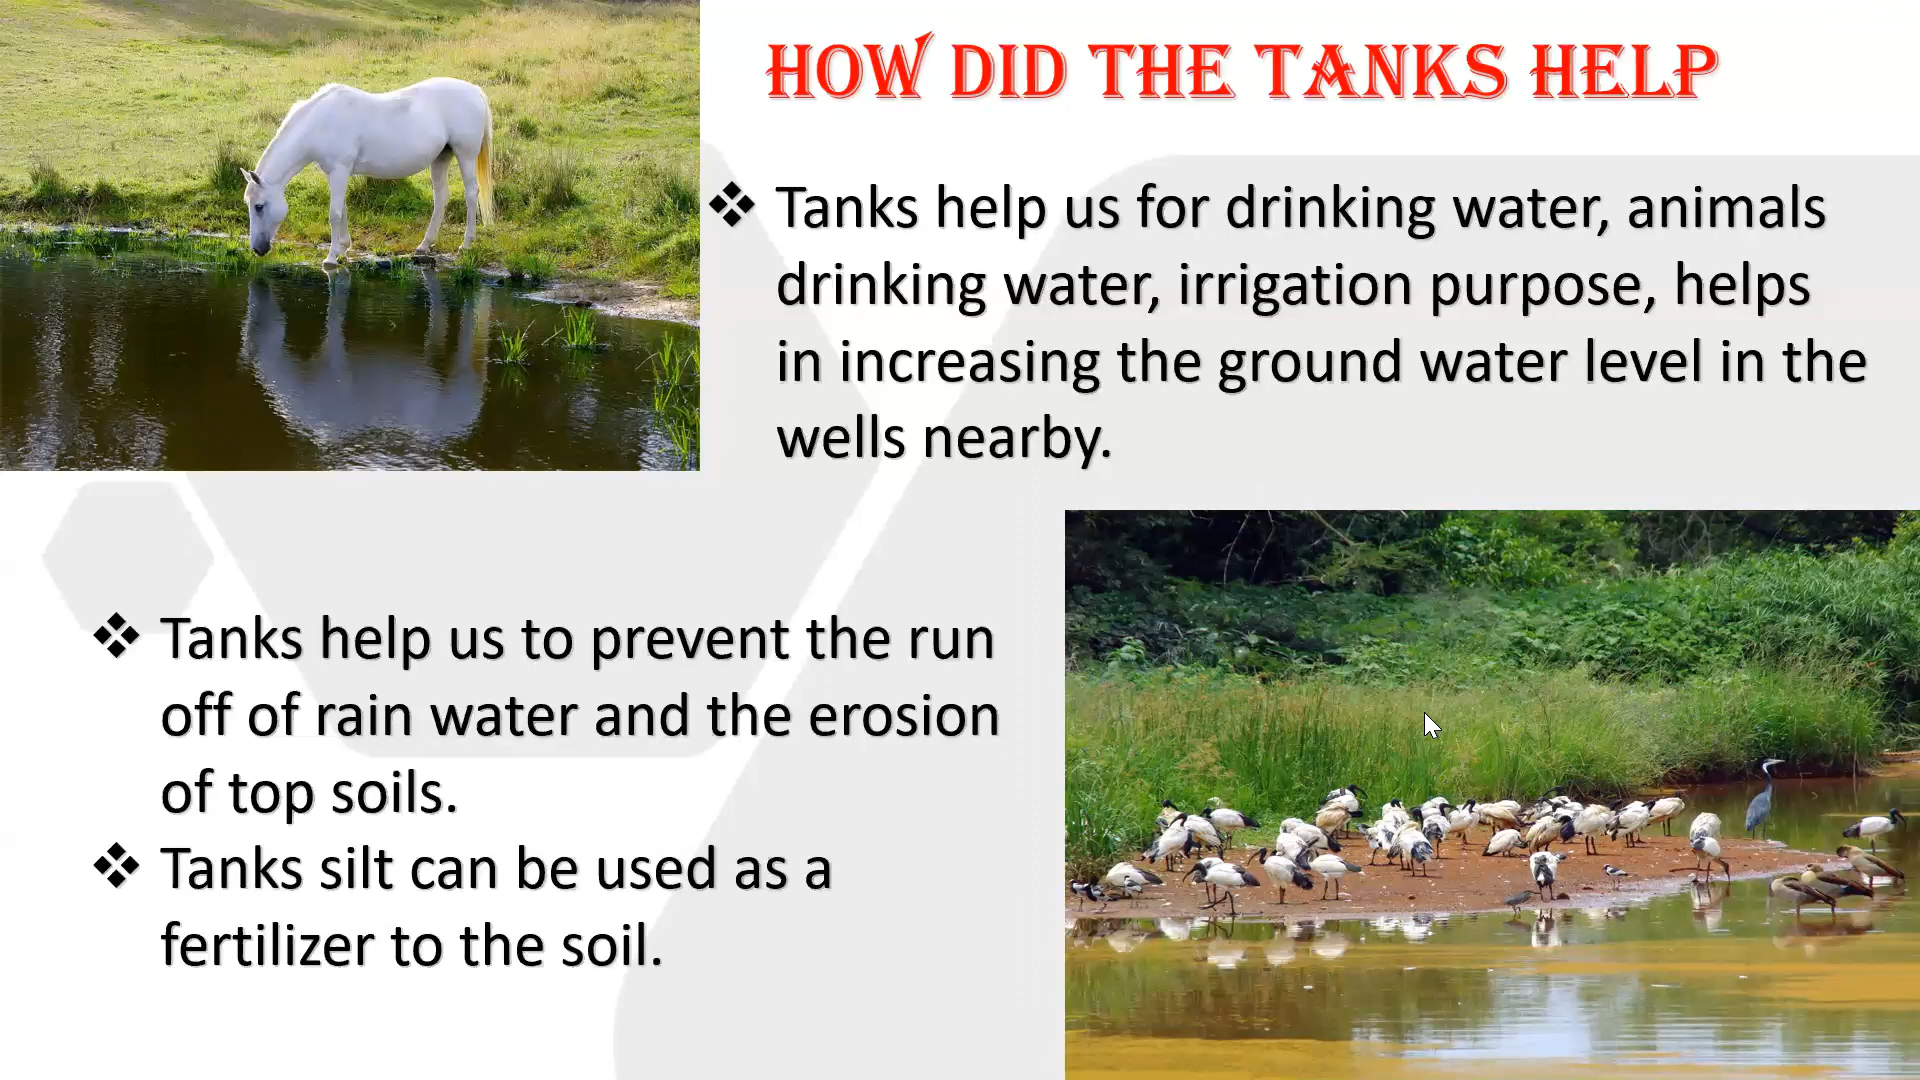 HOW DID THE TANKS HELP
❖ Tanks help us for drinking water, animals
drinking water, irrigation purpose, helps
in increasing the ground water level in the
wells nearby.
❖ Tanks help us to prevent the run
off of rain water and the erosion
of top soils.
❖ Tanks silt can be used as a
fertilizer to the soil.